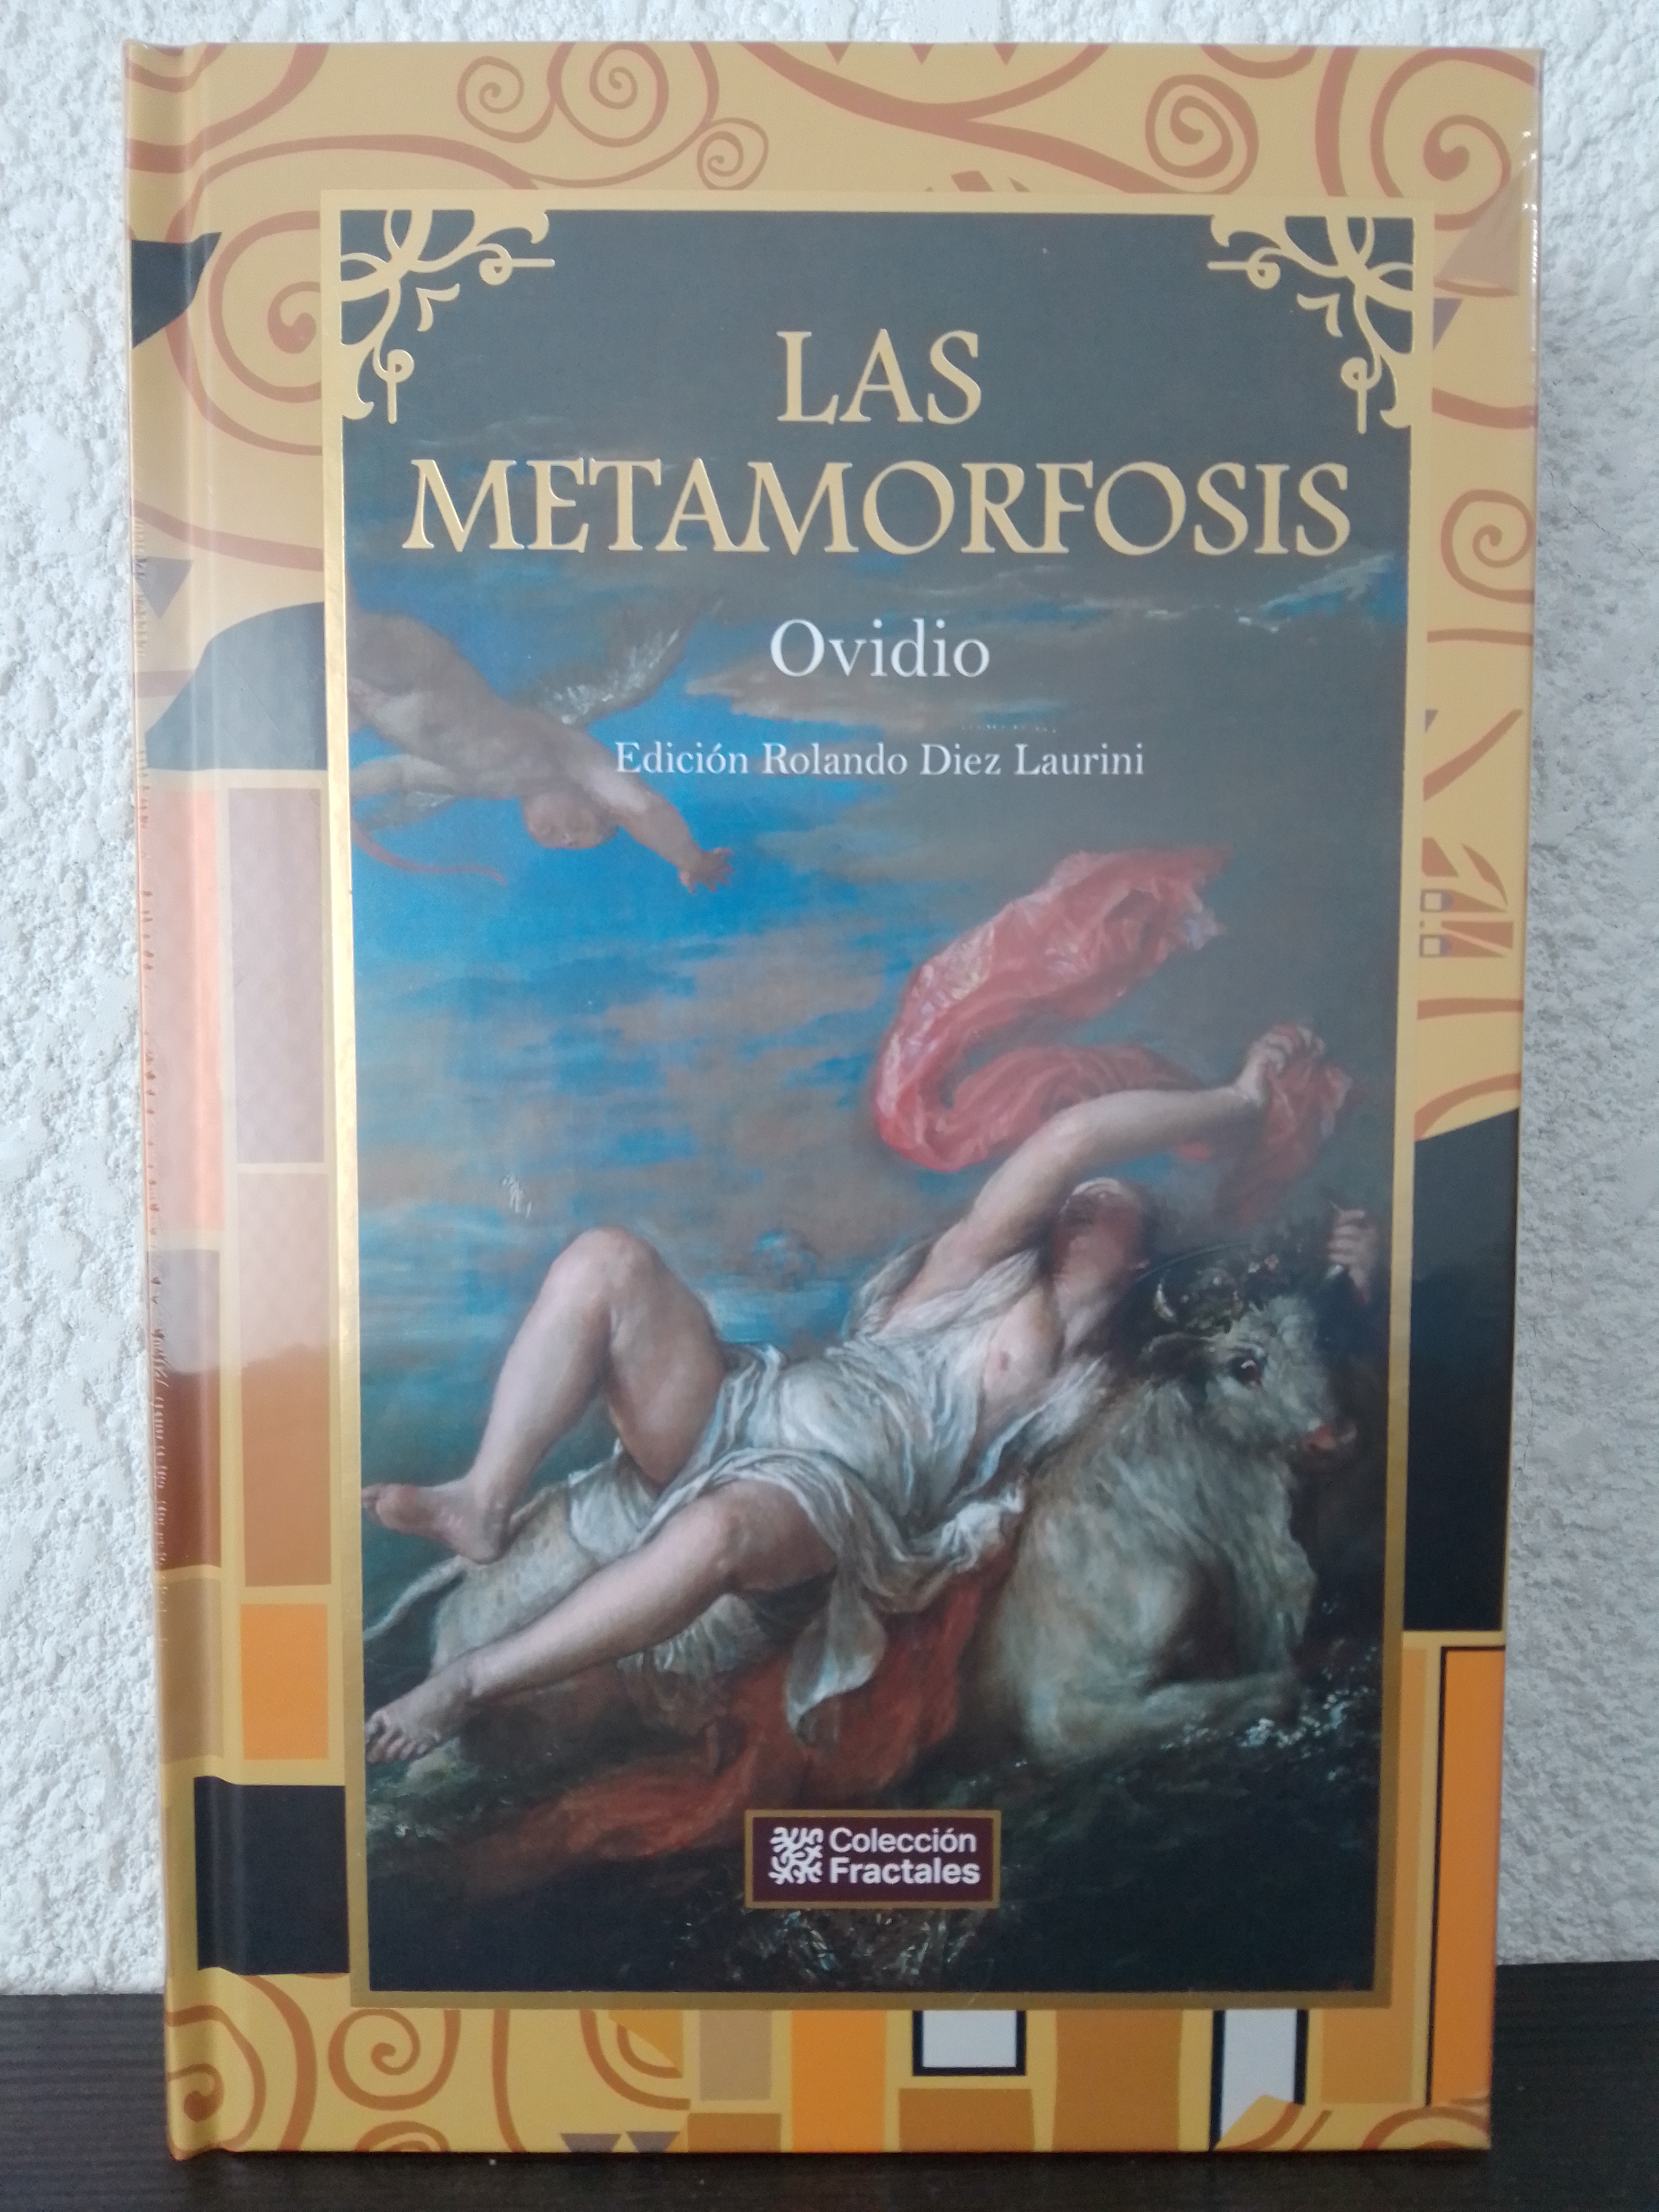 LAS
METAMORFOSIS
Ovidio
Edición Rolando Diez Laurini
Colección
Fractales